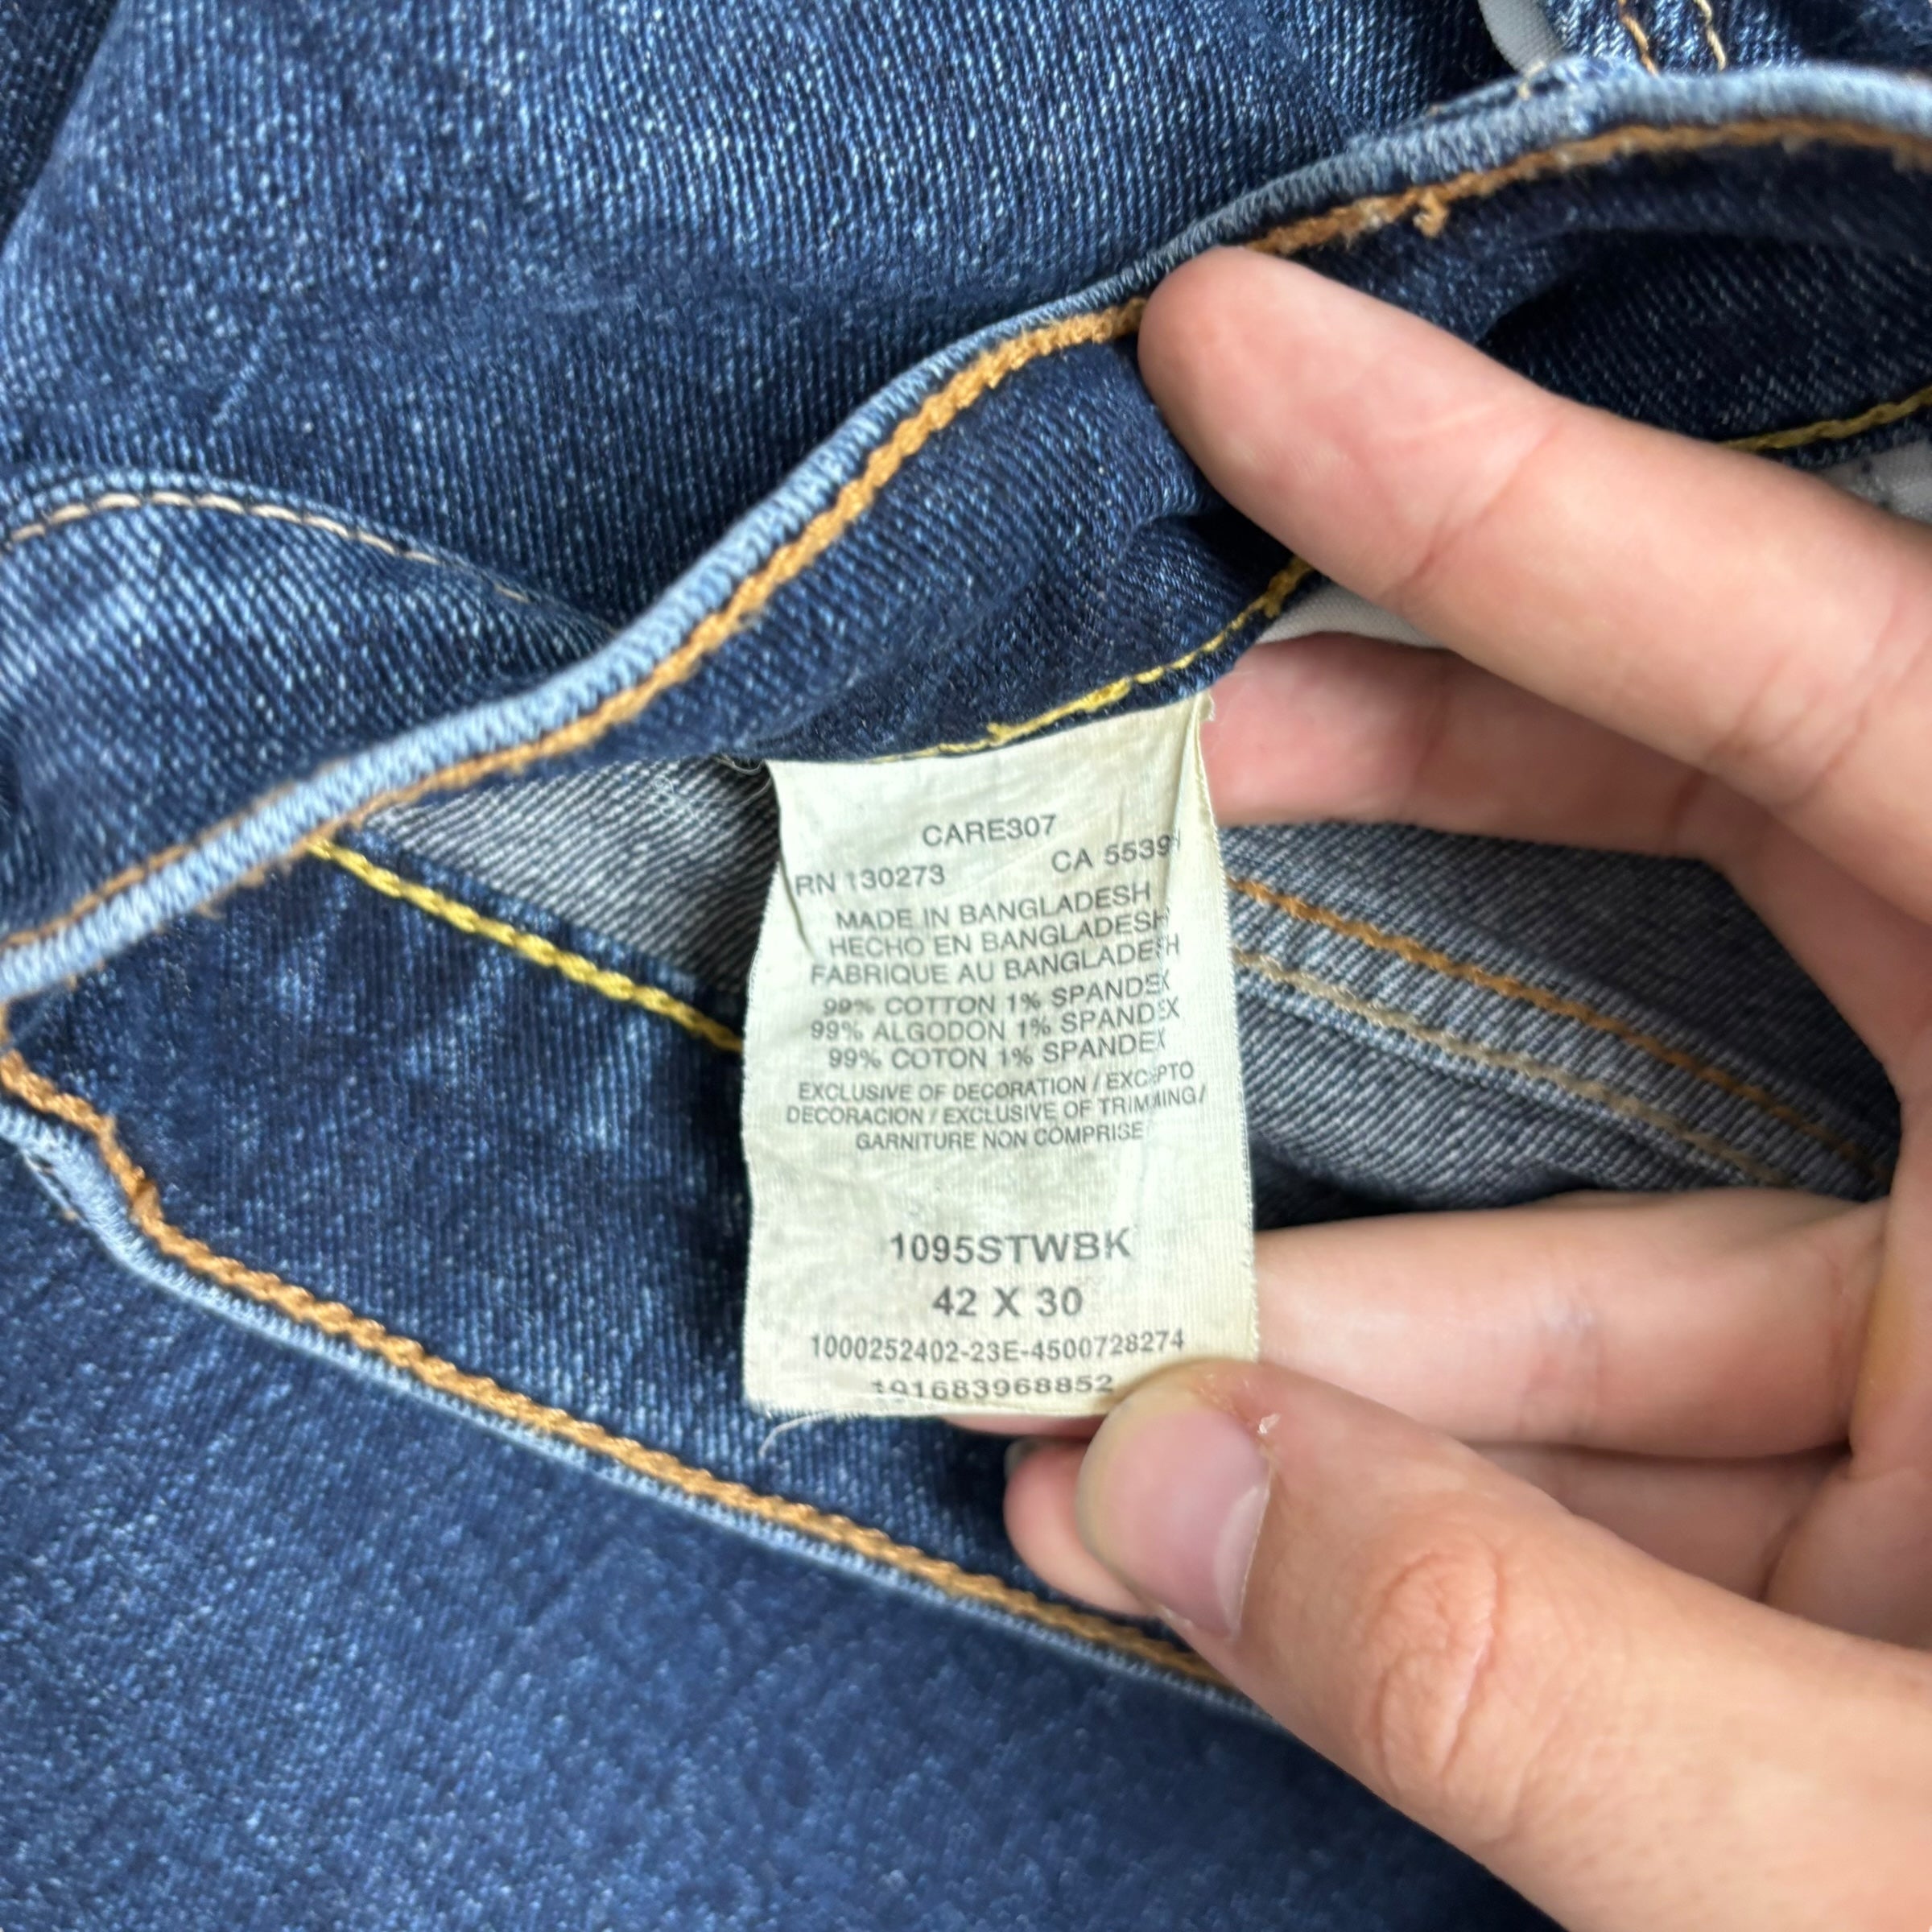 CARE307
RN 130273 CA 5539
MADE IN BANGLADESH
HECHO EN BANGLADESH
FABRIQUE AU BANGLADESH
99% COTTON 1% SPANDEX
99% ALGODON 1% SPANDEX
99% COTON 1% SPANDEX
EXCLUSIVE OF DECORATION / EXCEPTO
DECORACION / EXCLUSIVE OF TRIMMING/
GARNITURE NON COMPRISE
1095STWBK
42 X 30
1000252402-23E-4500728274
191683968852